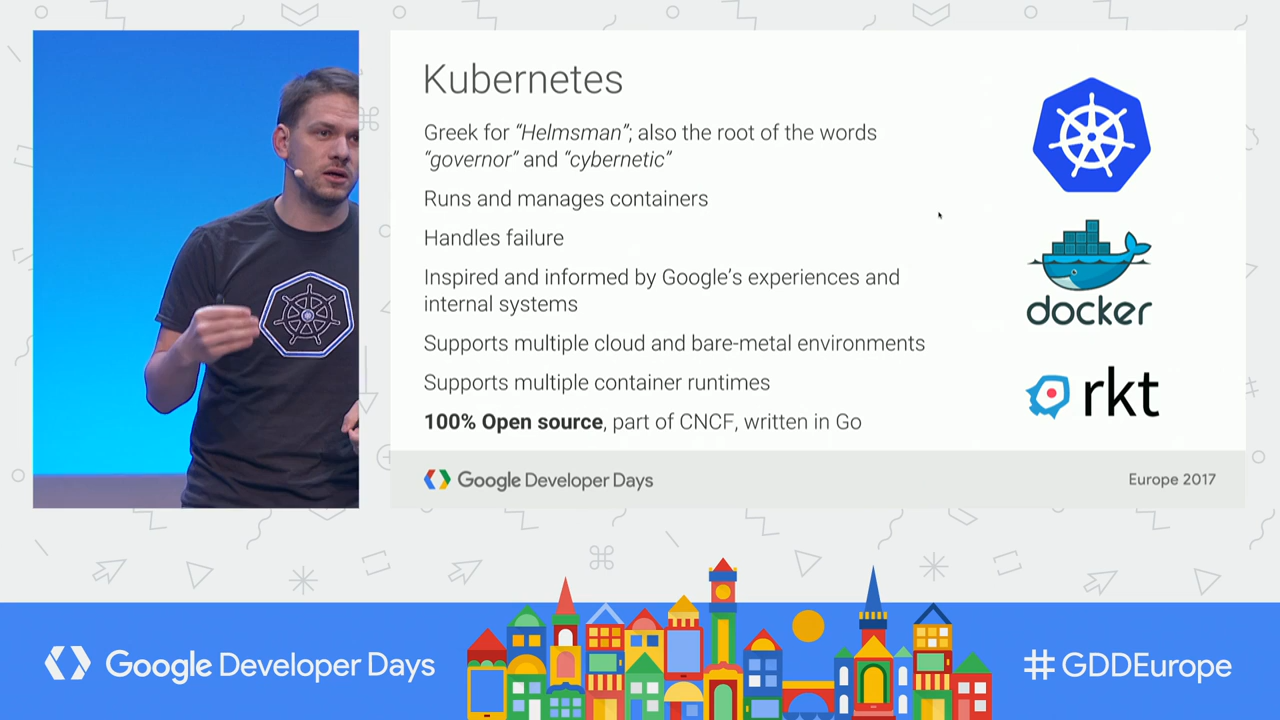 Kubernetes
Greek for “Helmsman”; also the root of the words
“governor” and “cybernetic”
Runs and manages containers
Handles failure
Inspired and informed by Google’s experiences and
internal systems
Supports multiple cloud and bare-metal environments
Supports multiple container runtimes
100% Open source, part of CNCF, written in Go
docker
rkt
Google Developer Days
Europe 2017
Google Developer Days
#GDDEurope